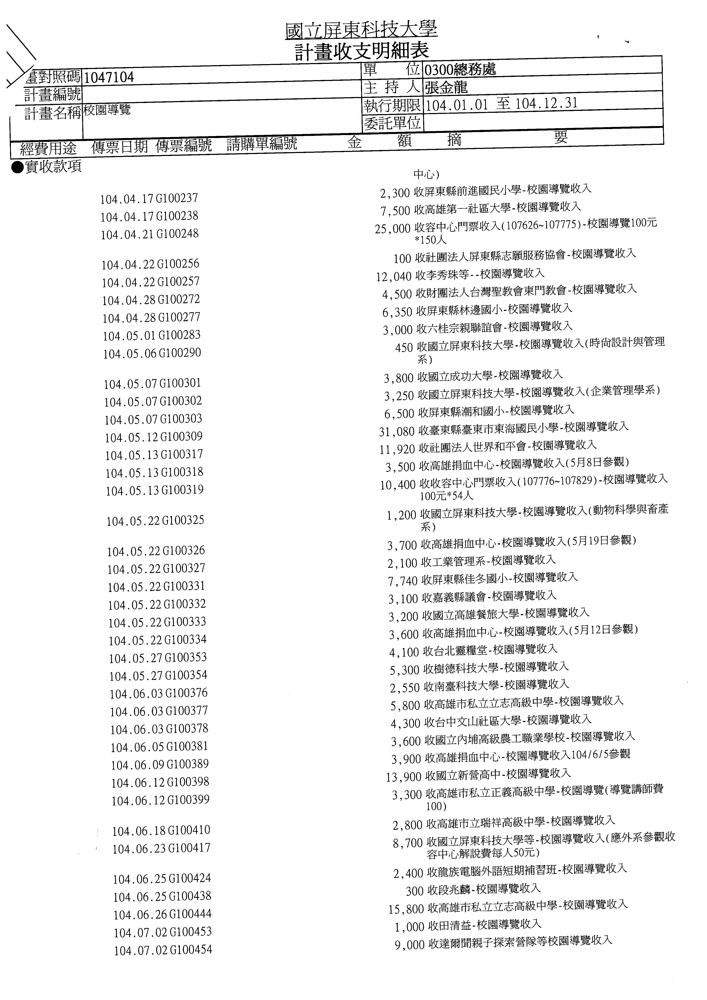 國立屏東科技大學
計畫收支明細表
畫對照碼 1047104 單位 0300總務處
計畫編號 主持人 張金龍
計畫名稱 校園導覽 執行期限 104.01.01 至 104.12.31
委託單位
經費用途 傳票日期 傳票編號 請購單編號 金額 摘要
●實收款項
中心)
104.04.17 G100237 2,300 收屏東縣前進國民小學-校園導覽收入
104.04.17 G100238 7,500 收高雄第一社區大學-校園導覽收入
104.04.21 G100248 25,000 收容中心門票收入(107626~107775)-校園導覽100元
*150人
104.04.22 G100256 100 收社團法人屏東縣志願服務協會-校園導覽收入
104.04.22 G100257 12,040 收李秀珠等--校園導覽收入
104.04.28 G100272 4,500 收財團法人台灣聖教會東門教會-校園導覽收入
104.04.28 G100277 6,350 收屏東縣林邊國小-校園導覽收入
104.05.01 G100283 3,000 收六桂宗親聯誼會-校園導覽收入
104.05.06 G100290 450 收國立屏東科技大學-校園導覽收入(時尚設計與管理
系)
104.05.07 G100301 3,800 收國立成功大學-校園導覽收入
104.05.07 G100302 3,250 收國立屏東科技大學-校園導覽收入(企業管理學系)
104.05.07 G100303 6,500 收屏東縣潮和國小-校園導覽收入
104.05.12 G100309 31,080 收臺東縣臺東市東海國民小學-校園導覽收入
104.05.13 G100317 11,920 收社團法人世界和平會-校園導覽收入
104.05.13 G100318 3,500 收高雄捐血中心-校園導覽收入(5月8日參觀)
104.05.13 G100319 10,400 收收容中心門票收入(107776~107829)-校園導覽收入
100元*54人
104.05.22 G100325 1,200 收國立屏東科技大學-校園導覽收入(動物科學與畜產
系)
104.05.22 G100326 3,700 收高雄捐血中心-校園導覽收入(5月19日參觀)
104.05.22 G100327 2,100 收工業管理系-校園導覽收入
104.05.22 G100331 7,740 收屏東縣佳冬國小-校園導覽收入
104.05.22 G100332 3,100 收嘉義縣議會-校園導覽收入
104.05.22 G100333 3,200 收國立高雄餐旅大學-校園導覽收入
104.05.22 G100334 3,600 收高雄捐血中心-校園導覽收入(5月12日參觀)
104.05.27 G100353 4,100 收台北靈糧堂-校園導覽收入
104.05.27 G100354 5,300 收樹德科技大學-校園導覽收入
104.06.03 G100376 2,550 收南臺科技大學-校園導覽收入
104.06.03 G100377 5,800 收高雄市私立立志高級中學-校園導覽收入
104.06.03 G100378 4,300 收台中文山社區大學-校園導覽收入
104.06.05 G100381 3,600 收國立內埔高級農工職業學校-校園導覽收入
104.06.09 G100389 3,900 收高雄捐血中心-校園導覽收入104/6/5參觀
104.06.12 G100398 13,900 收國立新營高中-校園導覽收入
104.06.12 G100399 3,300 收高雄市私立正義高級中學-校園導覽(導覽講師費
100)
104.06.18 G100410 2,800 收高雄市立瑞祥高級中學-校園導覽收入
104.06.23 G100417 8,700 收國立屏東科技大學等-校園導覽收入(應外系參觀收
容中心解說費每人50元)
104.06.25 G100424 2,400 收龍族電腦外語短期補習班-校園導覽收入
104.06.25 G100438 300 收段兆麟-校園導覽收入
104.06.26 G100444 15,800 收高雄市私立立志高級中學-校園導覽收入
104.07.02 G100453 1,000 收田清益-校園導覽收入
104.07.02 G100454 9,000 收達爾聞親子探索營隊等校園導覽收入